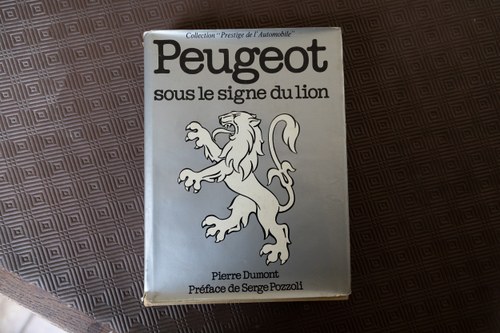 Collection "Prestige de l'Automobile"
Peugeot
sous le signe du lion
Pierre Dumont
Préface de Serge Pozzoli